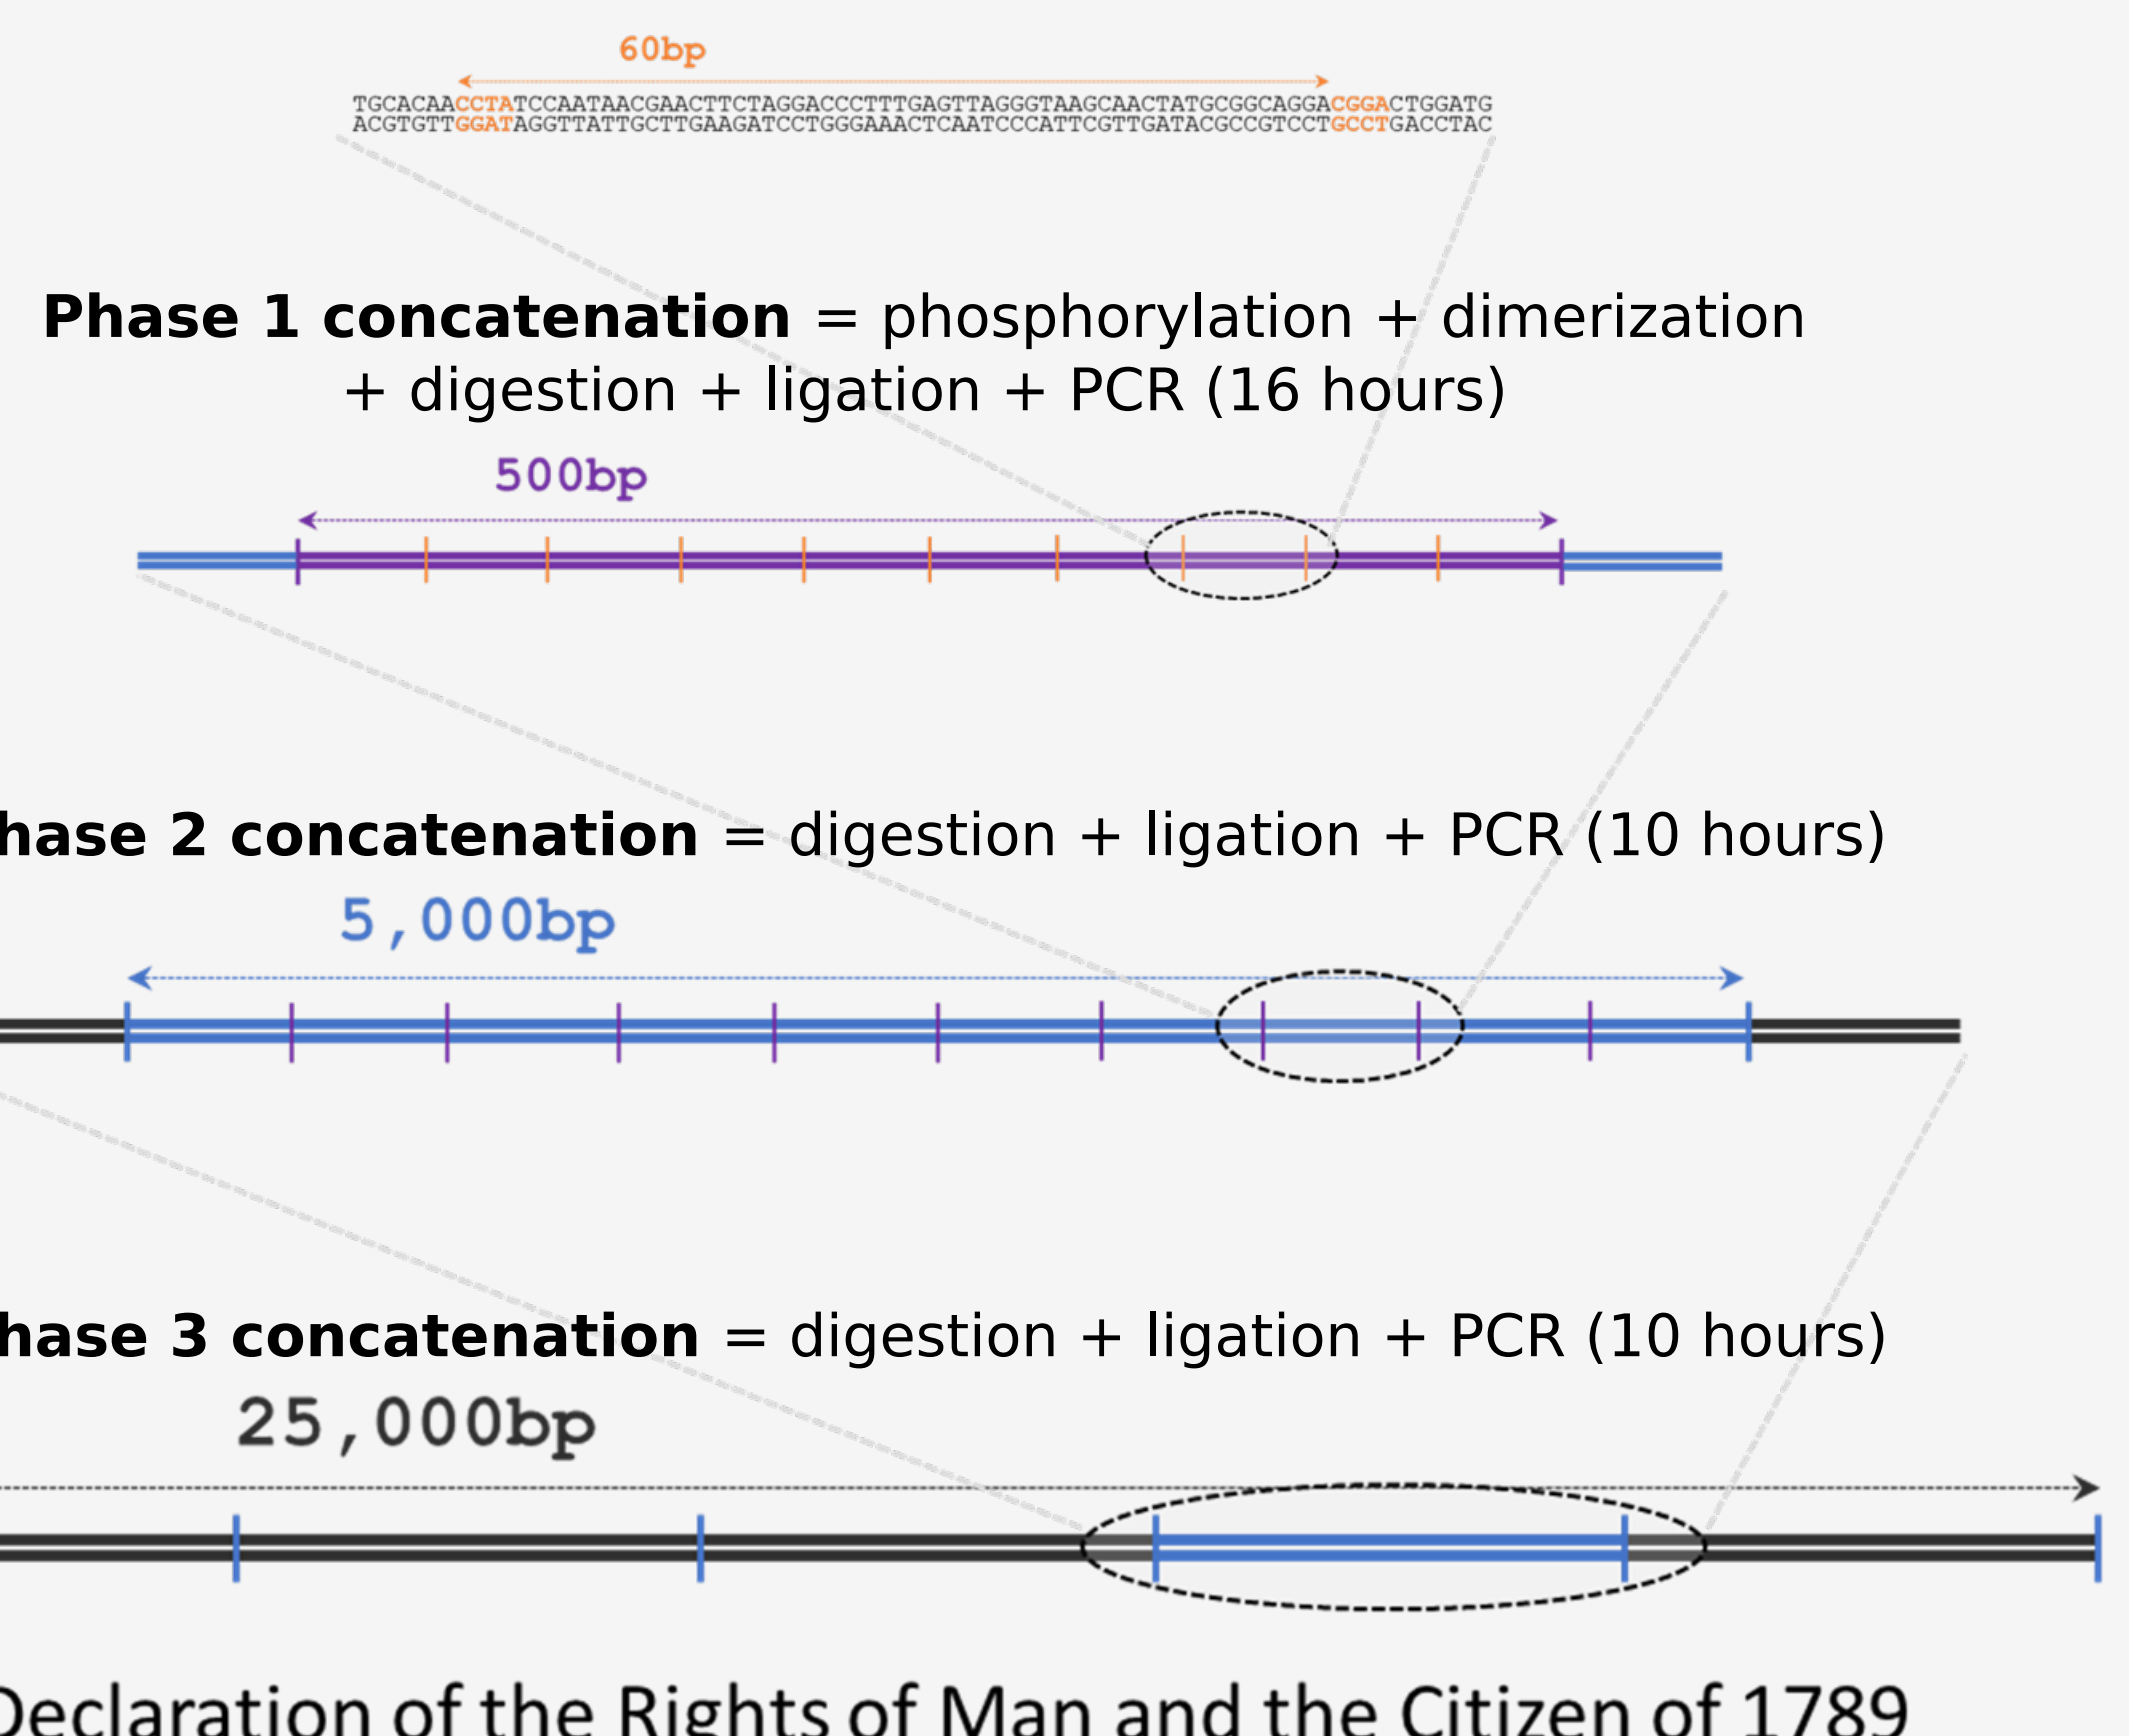 60bp
TGCACAACCTATCCAATAACGAACTTCTAGGACCCTTTGAGTTAGGGTAAGCAACTATGCGGCAGGACGGACTGGATG
ACGTGTTGGATAGGTTATTGCTTGAAGATCCTGGGAAACTCAATCCCATTCGTTGATACGCCGTCCTGCCTGACCTAC
Phase 1 concatenation = phosphorylation + dimerization
+ digestion + ligation + PCR (16 hours)
500bp
hase 2 concatenation = digestion + ligation + PCR (10 hours)
5,000bp
hase 3 concatenation = digestion + ligation + PCR (10 hours)
25,000bp
Declaration of the Rights of Man and the Citizen of 1789